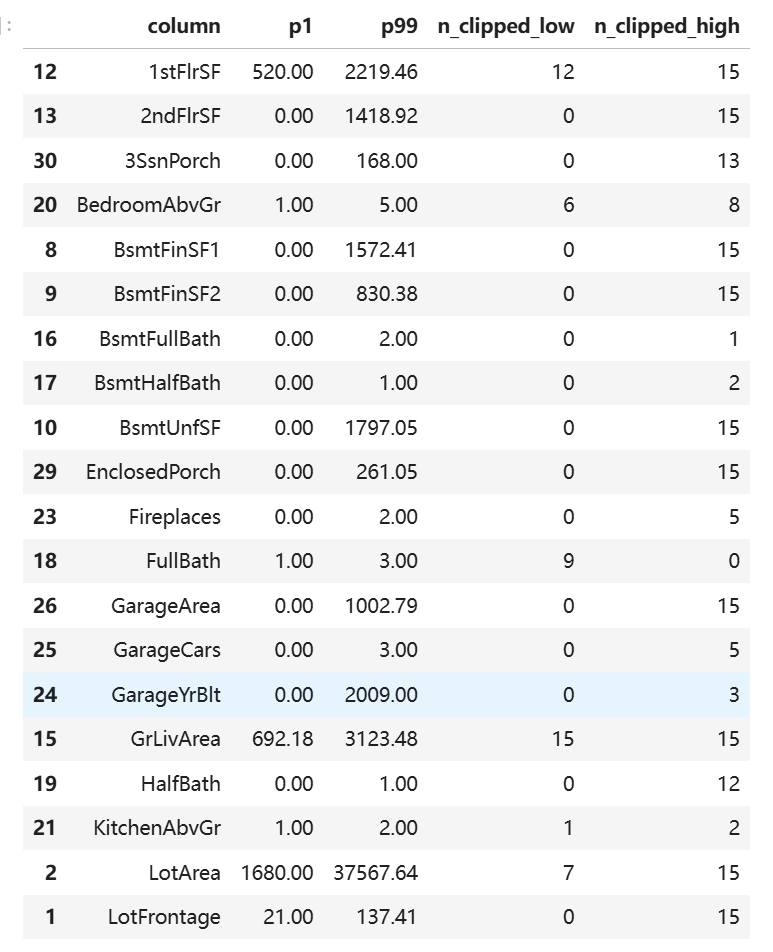 ]:
column p1 p99 n_clipped_low n_clipped_high
12 1stFlrSF 520.00 2219.46 12 15
13 2ndFlrSF 0.00 1418.92 0 15
30 3SsnPorch 0.00 168.00 0 13
20 BedroomAbvGr 1.00 5.00 6 8
8 BsmtFinSF1 0.00 1572.41 0 15
9 BsmtFinSF2 0.00 830.38 0 15
16 BsmtFullBath 0.00 2.00 0 1
17 BsmtHalfBath 0.00 1.00 0 2
10 BsmtUnfSF 0.00 1797.05 0 15
29 EnclosedPorch 0.00 261.05 0 15
23 Fireplaces 0.00 2.00 0 5
18 FullBath 1.00 3.00 9 0
26 GarageArea 0.00 1002.79 0 15
25 GarageCars 0.00 3.00 0 5
24 GarageYrBlt 0.00 2009.00 0 3
15 GrLivArea 692.18 3123.48 15 15
19 HalfBath 0.00 1.00 0 12
21 KitchenAbvGr 1.00 2.00 1 2
2 LotArea 1680.00 37567.64 7 15
1 LotFrontage 21.00 137.41 0 15